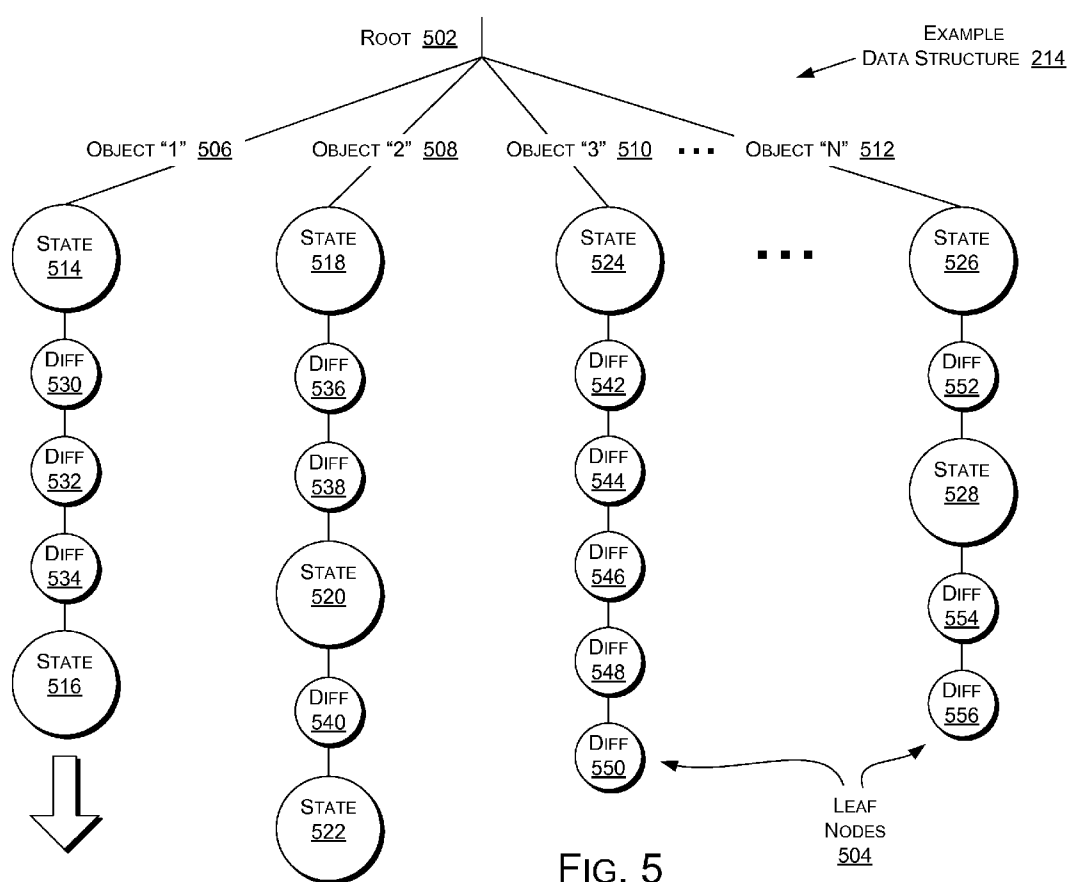 ROOT 502
EXAMPLE
DATA STRUCTURE 214
OBJECT "1" 506
OBJECT "2" 508
OBJECT "3" 510
OBJECT "N" 512
STATE
514
STATE
518
STATE
524
STATE
526
DIFF
530
DIFF
536
DIFF
542
DIFF
552
DIFF
532
DIFF
538
DIFF
544
STATE
528
DIFF
534
STATE
520
DIFF
546
DIFF
554
STATE
516
DIFF
540
DIFF
548
DIFF
556
DIFF
550
STATE
522
LEAF
NODES
504
FIG. 5